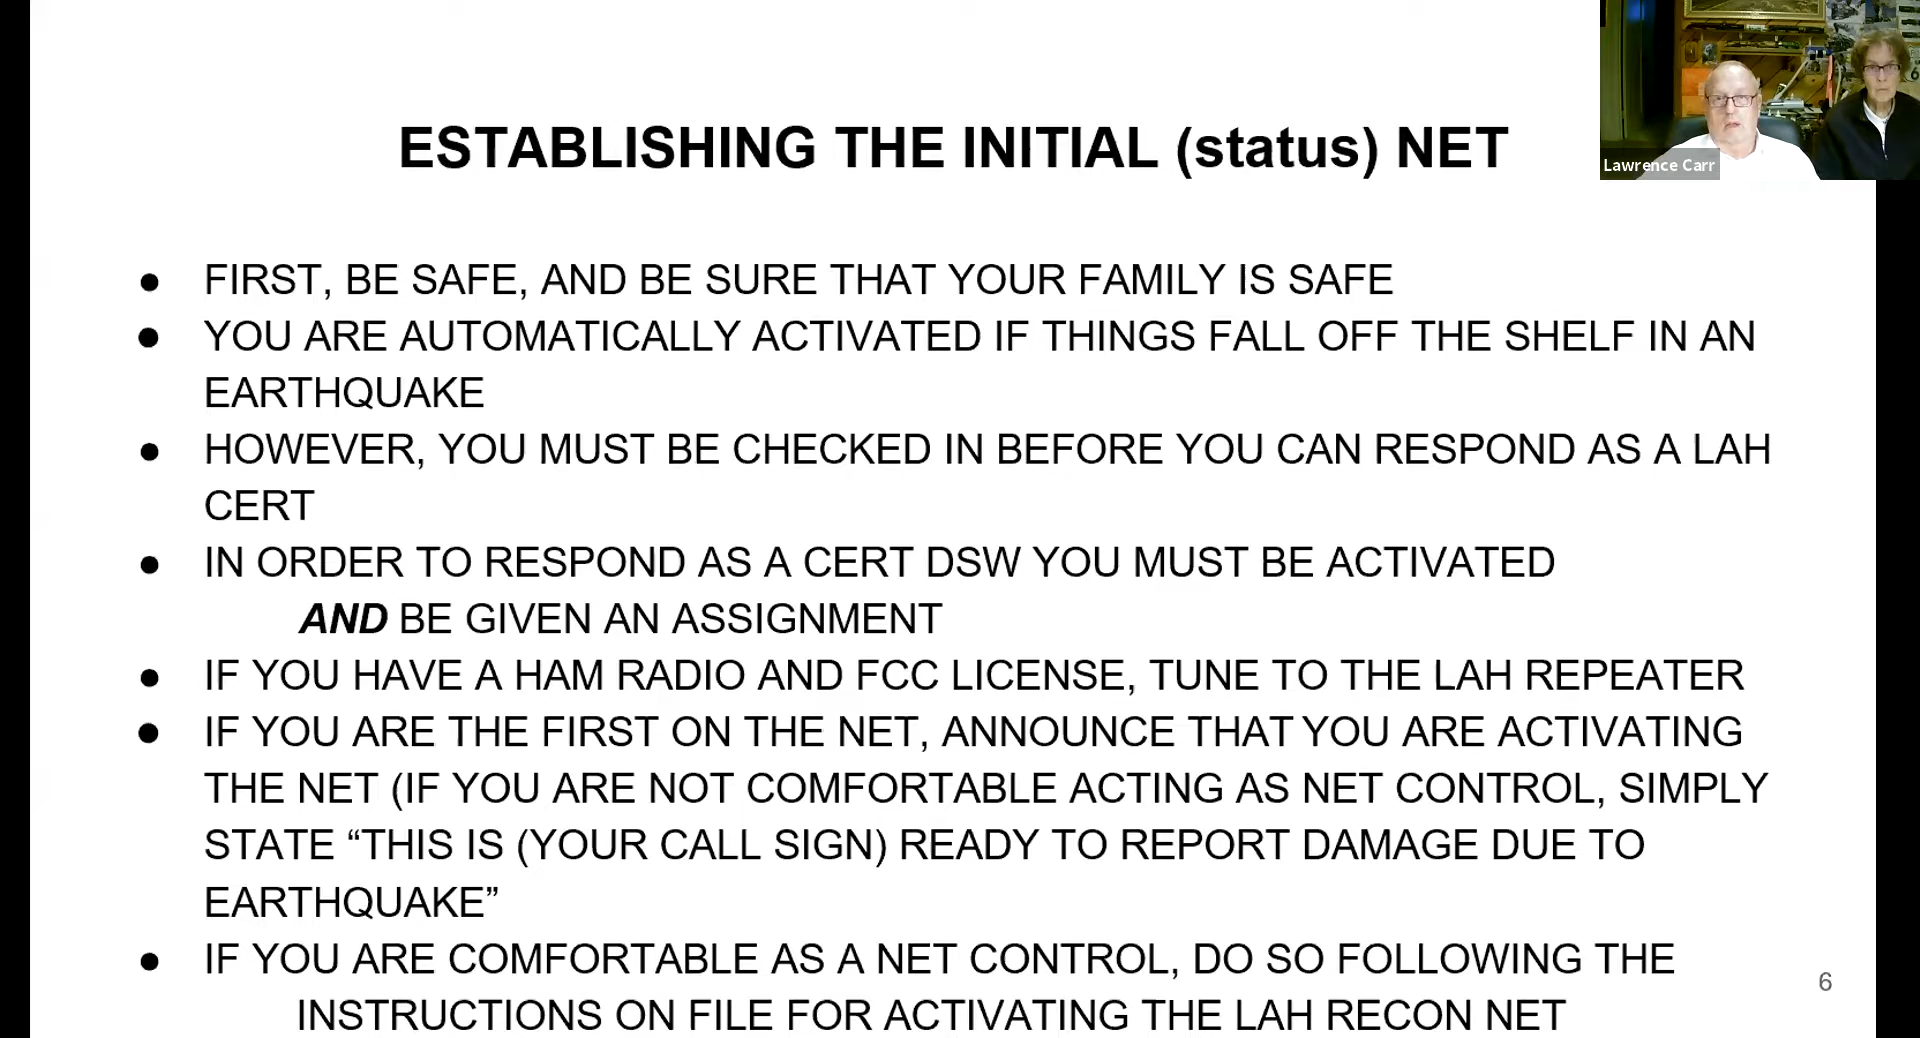 ESTABLISHING THE INITIAL (status) NET
Lawrence Carr
● FIRST, BE SAFE, AND BE SURE THAT YOUR FAMILY IS SAFE
● YOU ARE AUTOMATICALLY ACTIVATED IF THINGS FALL OFF THE SHELF IN AN
EARTHQUAKE
● HOWEVER, YOU MUST BE CHECKED IN BEFORE YOU CAN RESPOND AS A LAH
CERT
● IN ORDER TO RESPOND AS A CERT DSW YOU MUST BE ACTIVATED
AND BE GIVEN AN ASSIGNMENT
● IF YOU HAVE A HAM RADIO AND FCC LICENSE, TUNE TO THE LAH REPEATER
● IF YOU ARE THE FIRST ON THE NET, ANNOUNCE THAT YOU ARE ACTIVATING
THE NET (IF YOU ARE NOT COMFORTABLE ACTING AS NET CONTROL, SIMPLY
STATE “THIS IS (YOUR CALL SIGN) READY TO REPORT DAMAGE DUE TO
EARTHQUAKE”
● IF YOU ARE COMFORTABLE AS A NET CONTROL, DO SO FOLLOWING THE
INSTRUCTIONS ON FILE FOR ACTIVATING THE LAH RECON NET
6